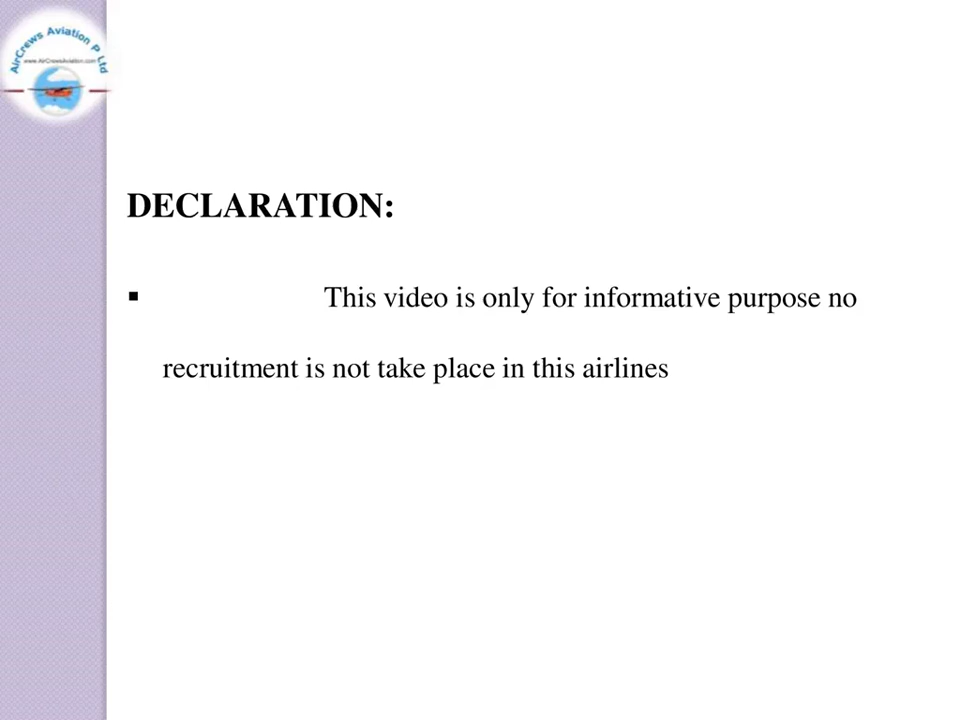 AirCrews Aviation P Ltd
www.AirCrewsAviation.com
DECLARATION:
▪ This video is only for informative purpose no
recruitment is not take place in this airlines